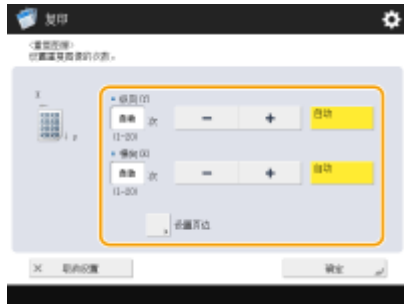 复印
<重复图像>
设置重复图像的次数。
X
Y
纵向 (Y)
自动 次 - + 自动
(1-20)
横向 (X)
自动 次 - + 自动
(1-20)
设置页边
× 取消设置
确定